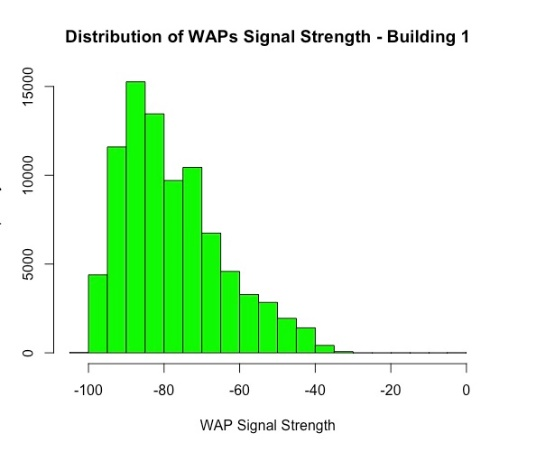 Distribution of WAPs Signal Strength - Building 1
15000
10000
5000
0
-100 -80 -60 -40 -20 0
WAP Signal Strength